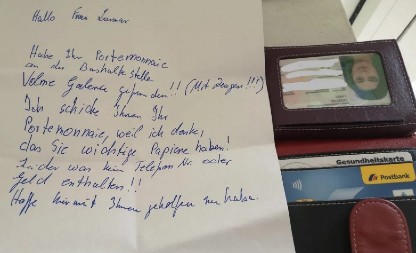 Hallo Frau
Habe Ihr Portemonnaie
an der Bushaltestelle
Volme Galerie gefunden!! (Mit Zeugen!!!)
Ich schicke Ihnen Ihr
Portemonnaie, weil ich denke,
das Sie wichtige Papiere haben!
Leider war kein Telefon Nr. oder
Geld enthalten!!
Hoffe hiermit Ihnen geholfen zu haben.
Gesundheitskarte
Postbank